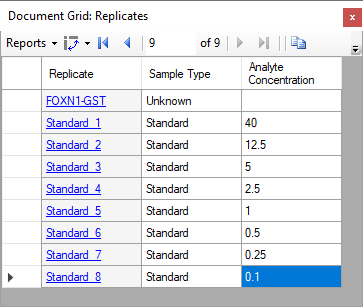 Document Grid: Replicates
Reports 9 of 9
Replicate Sample Type Analyte Concentration
FOXN1-GST Unknown
Standard_1 Standard 40
Standard_2 Standard 12.5
Standard_3 Standard 5
Standard_4 Standard 2.5
Standard_5 Standard 1
Standard_6 Standard 0.5
Standard_7 Standard 0.25
Standard_8 Standard 0.1